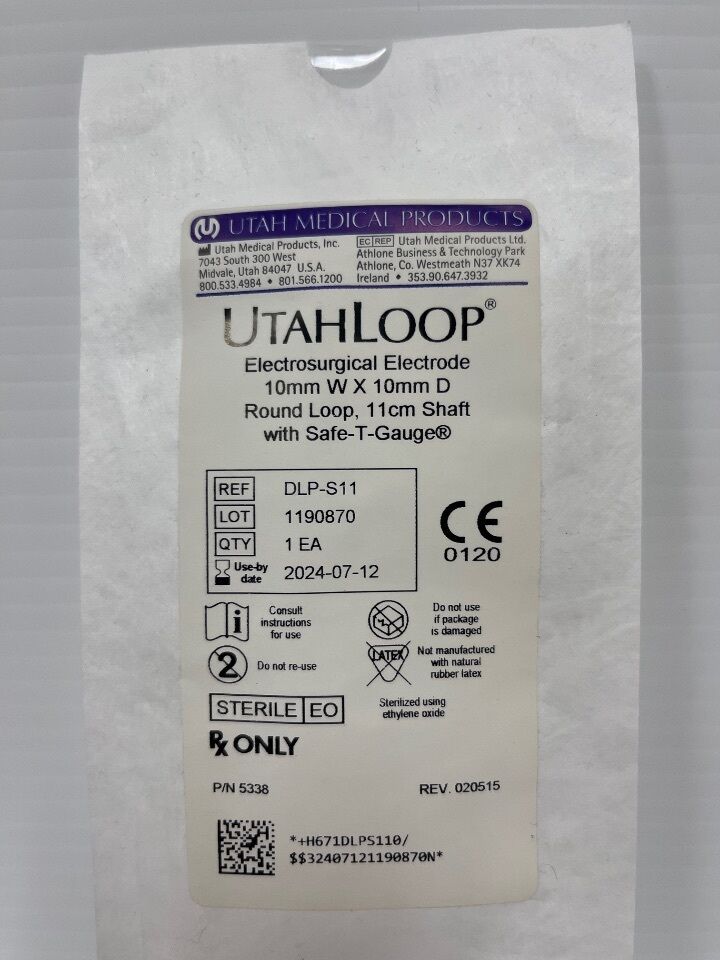 UTAH MEDICAL PRODUCTS
Utah Medical Products, Inc.
7043 South 300 West
Midvale, Utah 84047 U.S.A.
800.533.4984 • 801.566.1200
EC REP Utah Medical Products Ltd.
Athlone Business & Technology Park
Athlone, Co. Westmeath N37 XK74
Ireland • 353.90.647.3932
UTAHLOOP®
Electrosurgical Electrode
10mm W X 10mm D
Round Loop, 11cm Shaft
with Safe-T-Gauge®
REF DLP-S11
LOT 1190870
QTY 1 EA
Use-by
date 2024-07-12
CE
0120
i Consult
instructions
for use
Do not use
if package
is damaged
2 Do not re-use
LATEX Not manufactured
with natural
rubber latex
STERILE EO
Sterilized using
ethylene oxide
Rx ONLY
P/N 5338
REV. 020515
*+H671DLPS110/
$$32407121190870N*